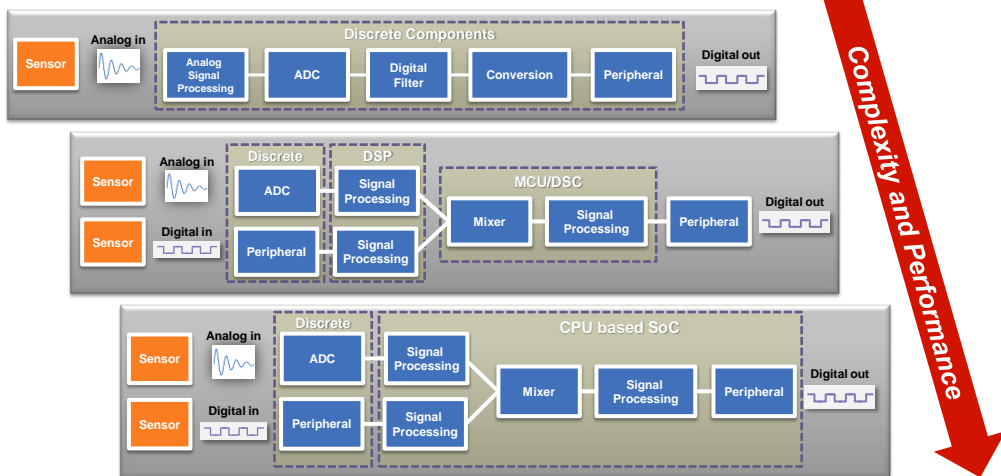 Discrete Components
Analog in
Digital out
Sensor
Analog
Signal
Processing
ADC
Digital
Filter
Conversion
Peripheral
Discrete
DSP
Analog in
Sensor
ADC
Signal
Processing
MCU/DSC
Digital out
Mixer
Signal
Processing
Peripheral
Sensor
Digital in
Peripheral
Signal
Processing
Discrete
CPU based SoC
Analog in
Sensor
ADC
Signal
Processing
Digital out
Mixer
Signal
Processing
Peripheral
Sensor
Digital in
Peripheral
Signal
Processing
Complexity and Performance